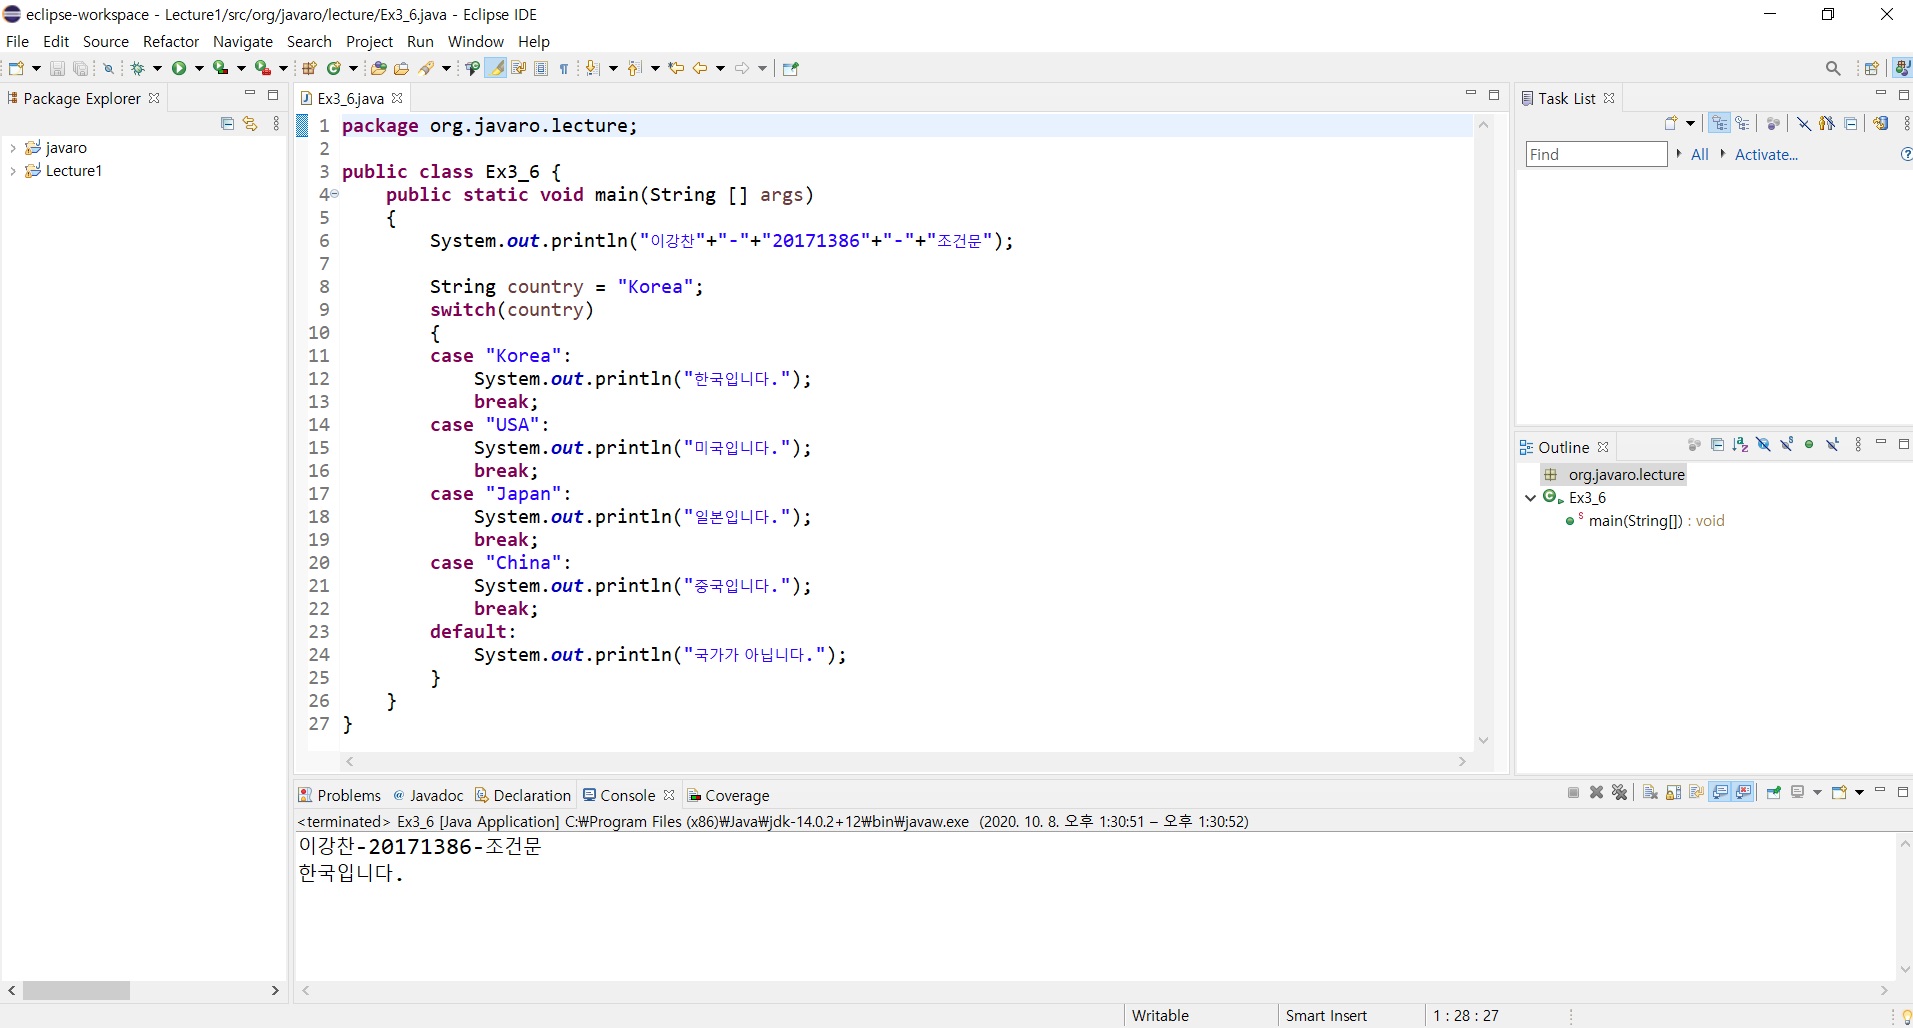 eclipse-workspace - Lecture1/src/org/javaro/lecture/Ex3_6.java - Eclipse IDE
File Edit Source Refactor Navigate Search Project Run Window Help
Package Explorer
javaro
Lecture1
Ex3_6.java
1 package org.javaro.lecture;
2
3 public class Ex3_6 {
4 public static void main(String [] args)
5 {
6 System.out.println("이강찬"+"-"+"20171386"+"-"+"조건문");
7
8 String country = "Korea";
9 switch(country)
10 {
11 case "Korea":
12 System.out.println("한국입니다.");
13 break;
14 case "USA":
15 System.out.println("미국입니다.");
16 break;
17 case "Japan":
18 System.out.println("일본입니다.");
19 break;
20 case "China":
21 System.out.println("중국입니다.");
22 break;
23 default:
24 System.out.println("국가가 아닙니다.");
25 }
26 }
27 }
Task List
Find All Activate...
Outline
org.javaro.lecture
Ex3_6
main(String[]) : void
Problems @ Javadoc Declaration Console Coverage
<terminated> Ex3_6 [Java Application] C:₩Program Files (x86)₩Java₩jdk-14.0.2+12₩bin₩javaw.exe (2020. 10. 8. 오후 1:30:51 – 오후 1:30:52)
이강찬-20171386-조건문
한국입니다.
Writable Smart Insert 1 : 28 : 27